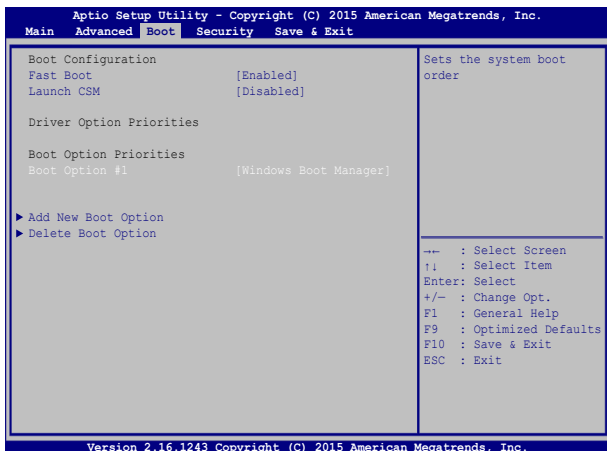 Aptio Setup Utility - Copyright (C) 2015 American Megatrends, Inc.
Main Advanced Boot Security Save & Exit
Boot Configuration
Fast Boot [Enabled]
Launch CSM [Disabled]
Driver Option Priorities
Boot Option Priorities
Boot Option #1 [Windows Boot Manager]
▶ Add New Boot Option
▶ Delete Boot Option
Sets the system boot
order
→← : Select Screen
↑↓ : Select Item
Enter: Select
+/— : Change Opt.
F1 : General Help
F9 : Optimized Defaults
F10 : Save & Exit
ESC : Exit
Version 2.16.1243 Copyright (C) 2015 American Megatrends, Inc.